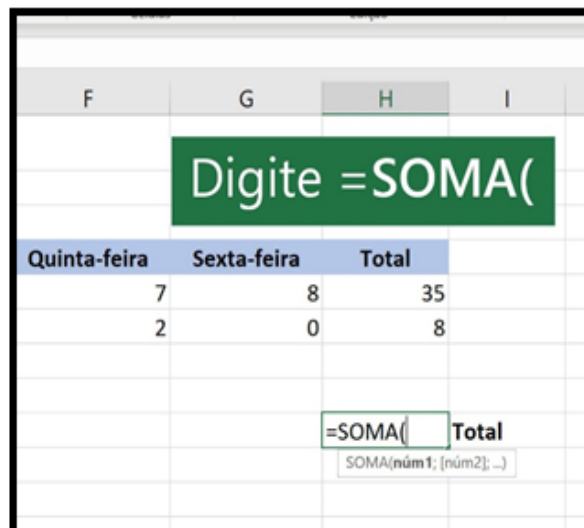 F G H I
Digite =SOMA(
Quinta-feira Sexta-feira Total
7 8 35
2 0 8
=SOMA( Total
SOMA(núm1; [núm2]; ...)